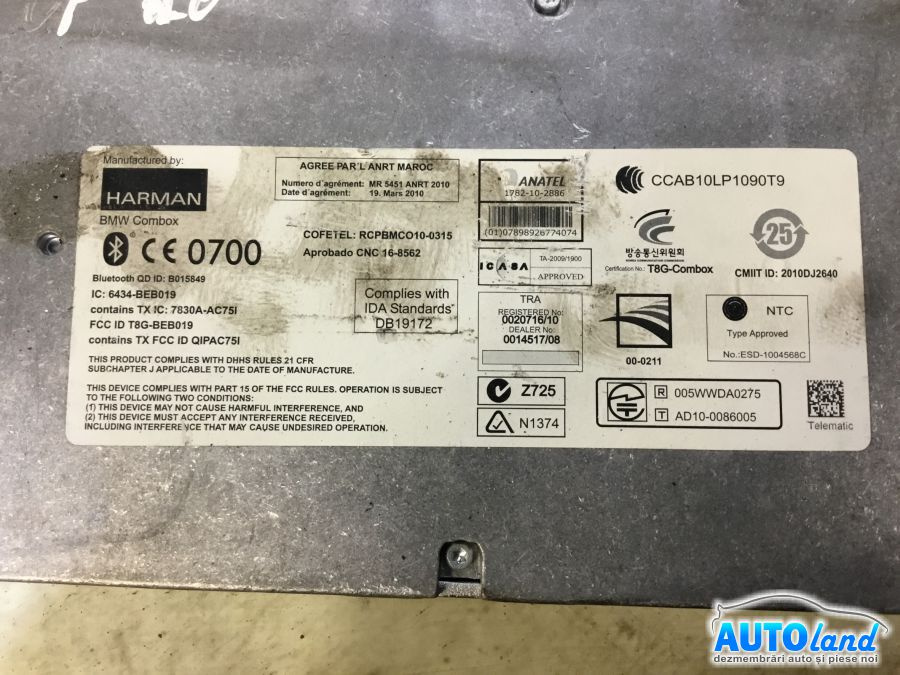 Manufactured by:
HARMAN
BMW Combox
CE 0700
Bluetooth QD ID: B015849
IC: 6434-BEB019
contains TX IC: 7830A-AC75I
FCC ID T8G-BEB019
contains TX FCC ID QIPAC75I
THIS PRODUCT COMPLIES WITH DHHS RULES 21 CFR
SUBCHAPTER J APPLICABLE TO THE DATE OF MANUFACTURE.
THIS DEVICE COMPLIES WITH PART 15 OF THE FCC RULES. OPERATION IS SUBJECT
TO THE FOLLOWING TWO CONDITIONS:
(1) THIS DEVICE MAY NOT CAUSE HARMFUL INTERFERENCE, AND
(2) THIS DEVICE MUST ACCEPT ANY INTERFERENCE RECEIVED,
INCLUDING INTERFERENCE THAT MAY CAUSE UNDESIRED OPERATION.
AGREE PAR L'ANRT MAROC
Numero d'agrément: MR 5451 ANRT 2010
Date d'agrément: 19. Mars 2010
COFETEL: RCPBMCO10-0315
Aprobado CNC 16-8562
Complies with
IDA Standards
DB19172
ANATEL
1782-10-2886
(01)07898926774074
ICASA
TA-2009/1900
APPROVED
TRA
REGISTERED No:
0020716/10
DEALER No:
0014517/08
Z725
N1374
CCAB10LP1090T9
방송통신위원회
KOREA COMMUNICATIONS COMMISSION
Certification No.: T8G-Combox
25
CMIIT ID: 2010DJ2640
00-0211
NTC
Type Approved
No.:ESD-1004568C
R 005WWDA0275
T AD10-0086005
Telematic
AUTOland
dezmembrări auto și piese noi